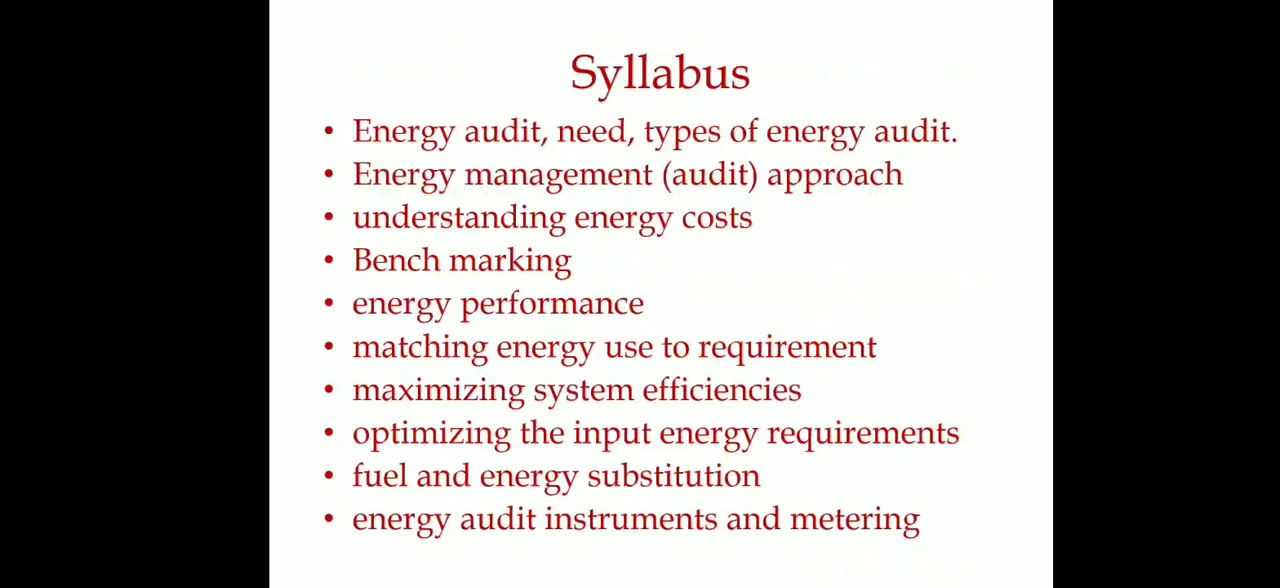 Syllabus
• Energy audit, need, types of energy audit.
• Energy management (audit) approach
• understanding energy costs
• Bench marking
• energy performance
• matching energy use to requirement
• maximizing system efficiencies
• optimizing the input energy requirements
• fuel and energy substitution
• energy audit instruments and metering